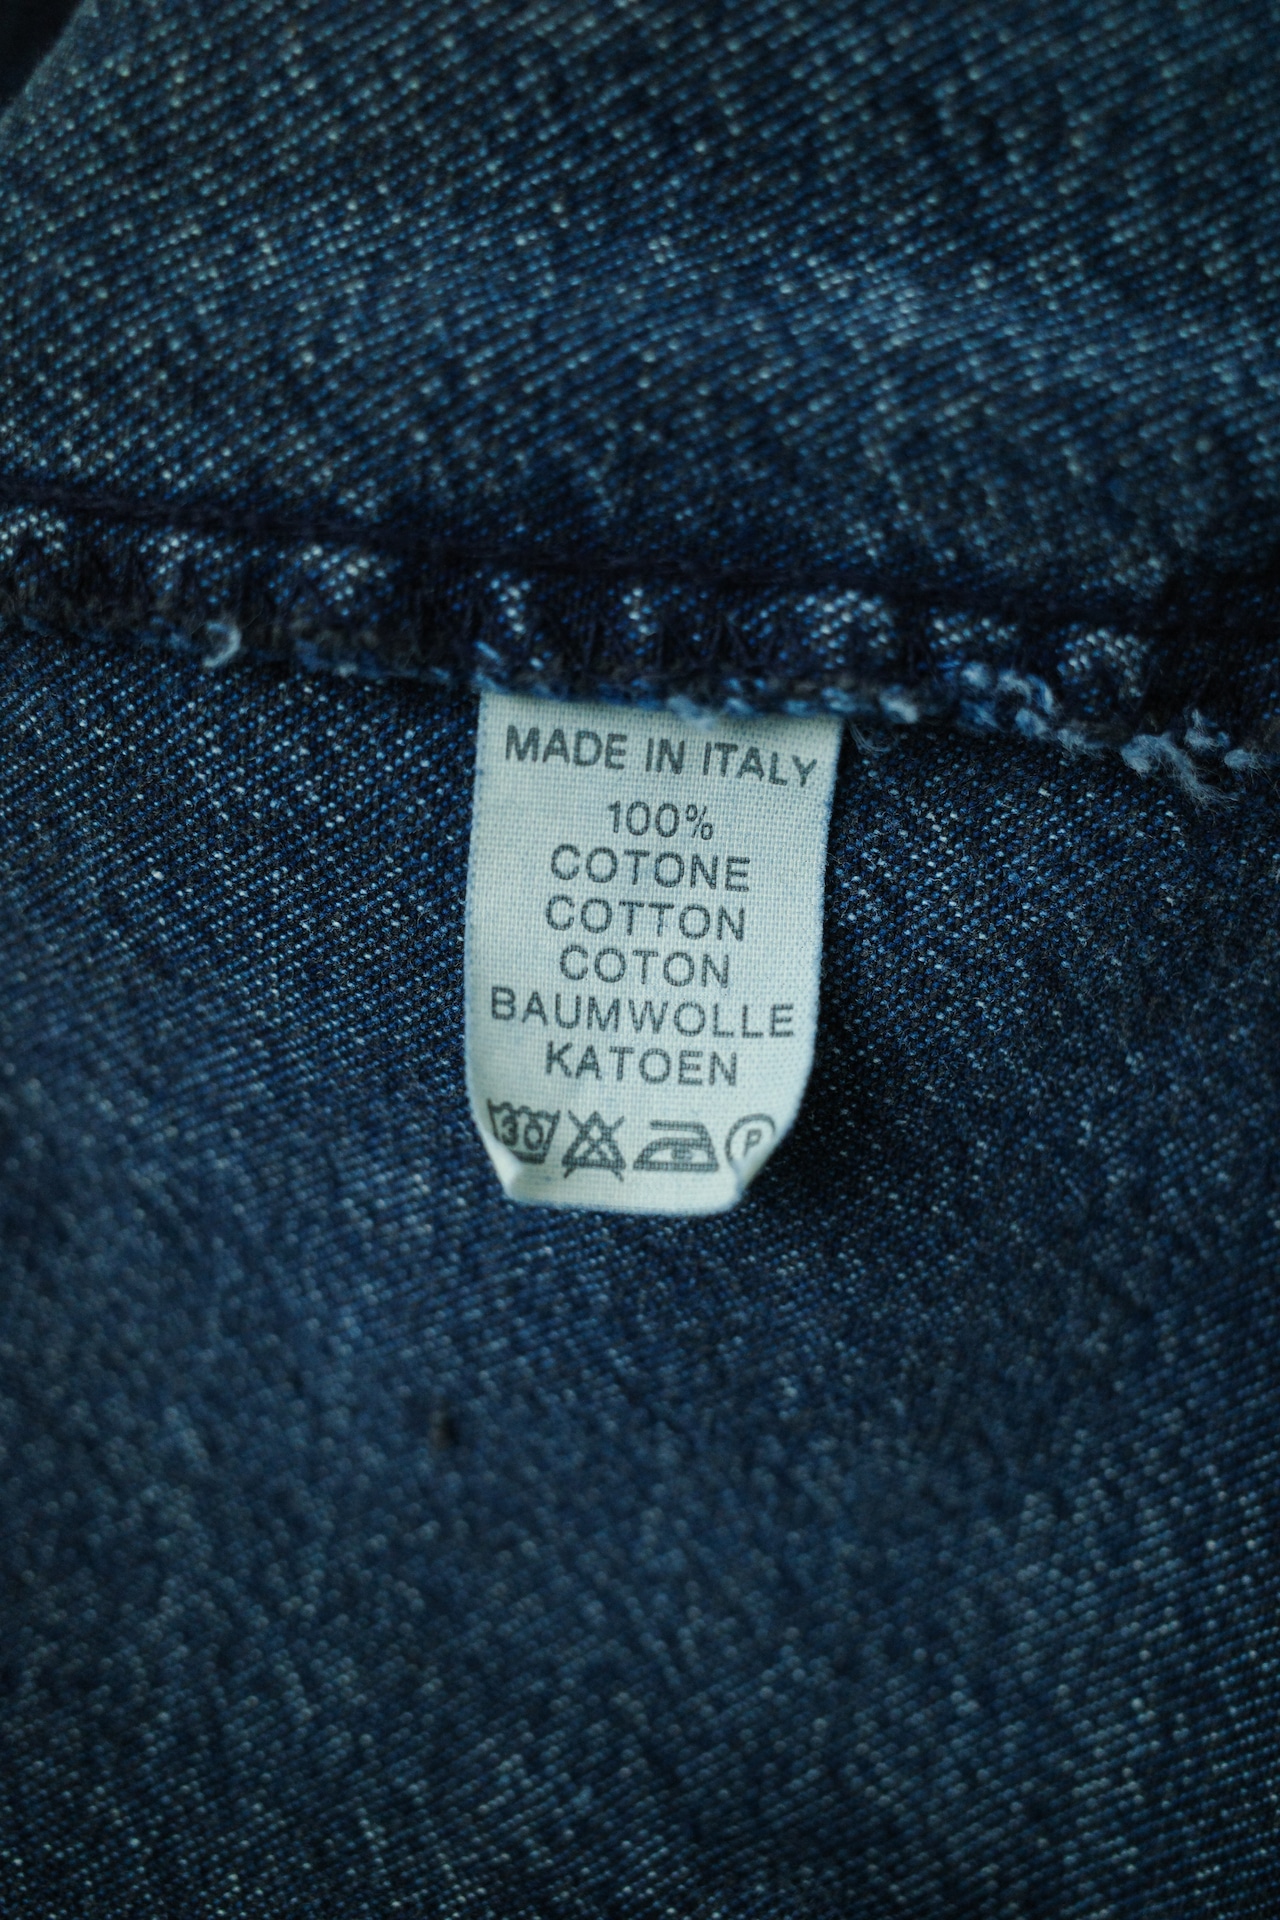 MADE IN ITALY
100%
COTONE
COTTON
COTON
BAUMWOLLE
KATOEN
30 P